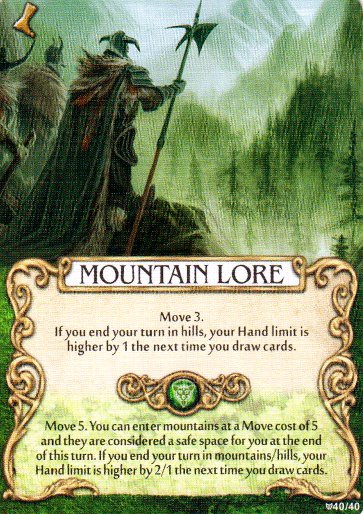 MOUNTAIN LORE
Move 3.
If you end your turn in hills, your Hand limit is
higher by 1 the next time you draw cards.
Move 5. You can enter mountains at a Move cost of 5
and they are considered a safe space for you at the end
of this turn. If you end your turn in mountains/hills, your
Hand limit is higher by 2/1 the next time you draw cards.
40/40